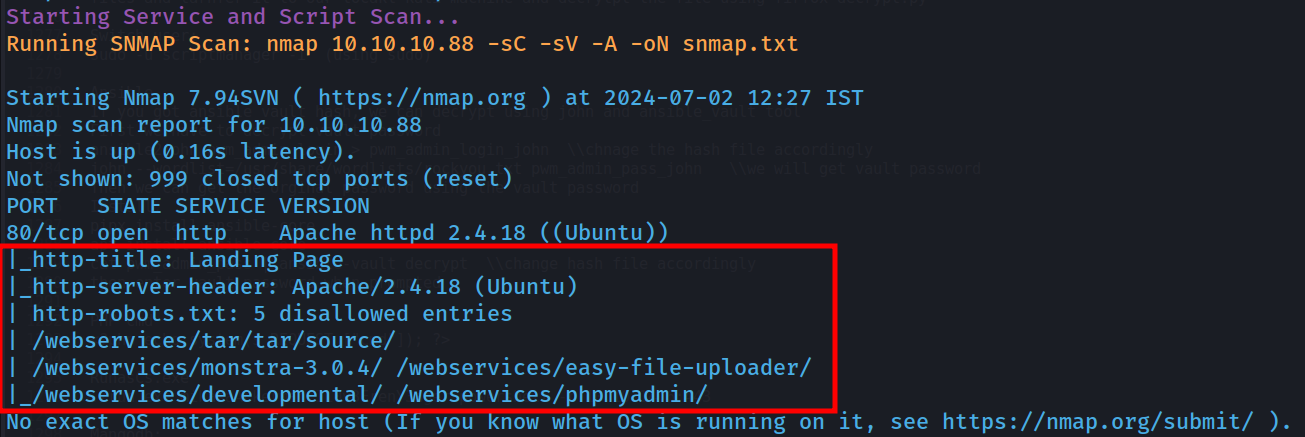 Starting Service and Script Scan...
Running SNMAP Scan: nmap 10.10.10.88 -sC -sV -A -oN snmap.txt
Starting Nmap 7.94SVN ( https://nmap.org ) at 2024-07-02 12:27 IST
Nmap scan report for 10.10.10.88
Host is up (0.16s latency).
Not shown: 999 closed tcp ports (reset)
PORT   STATE SERVICE VERSION
80/tcp open  http    Apache httpd 2.4.18 ((Ubuntu))
|_http-title: Landing Page
|_http-server-header: Apache/2.4.18 (Ubuntu)
| http-robots.txt: 5 disallowed entries
| /webservices/tar/tar/source/
| /webservices/monstra-3.0.4/ /webservices/easy-file-uploader/
|_/webservices/developmental/ /webservices/phpmyadmin/
No exact OS matches for host (If you know what OS is running on it, see https://nmap.org/submit/ ).